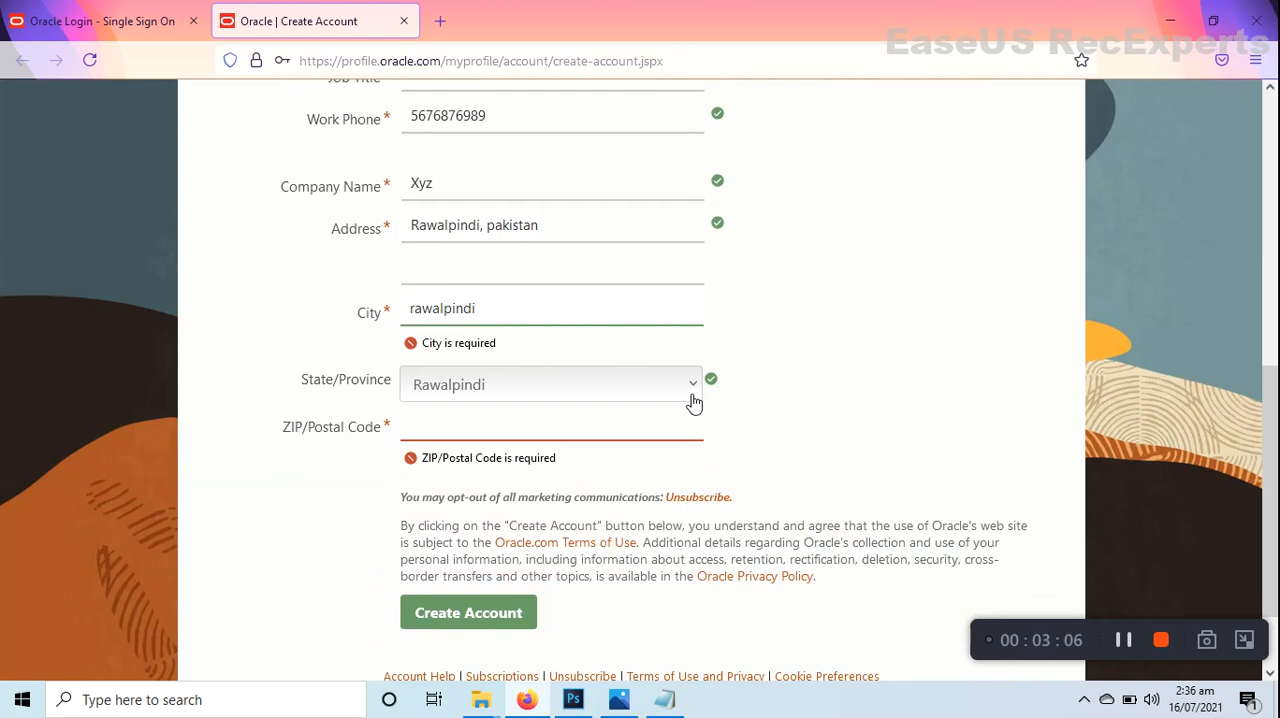 Oracle Login - Single Sign On
Oracle | Create Account
EaseUS RecExperts
https://profile.oracle.com/myprofile/account/create-account.jspx
Job Title
Work Phone * 5676876989
Company Name * Xyz
Address * Rawalpindi, pakistan
City * rawalpindi
City is required
State/Province Rawalpindi
ZIP/Postal Code *
ZIP/Postal Code is required
You may opt-out of all marketing communications: Unsubscribe.
By clicking on the "Create Account" button below, you understand and agree that the use of Oracle's web site
is subject to the Oracle.com Terms of Use. Additional details regarding Oracle's collection and use of your
personal information, including information about access, retention, rectification, deletion, security, cross-
border transfers and other topics, is available in the Oracle Privacy Policy.
Create Account
00 : 03 : 06
Account Help | Subscriptions | Unsubscribe | Terms of Use and Privacy | Cookie Preferences
Type here to search
Ps
2:36 am
16/07/2021
1